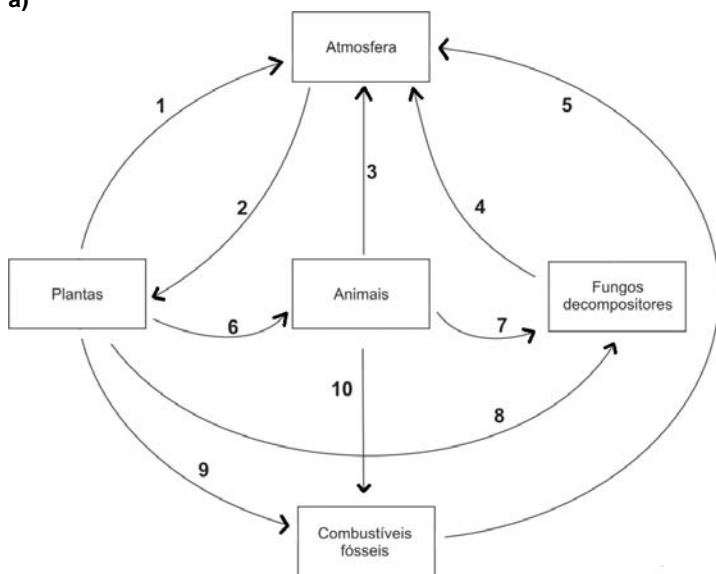 a)
Atmosfera
1
5
3
2
4
Plantas
Animais
Fungos
decompositores
6
7
10
8
9
Combustíveis
fósseis